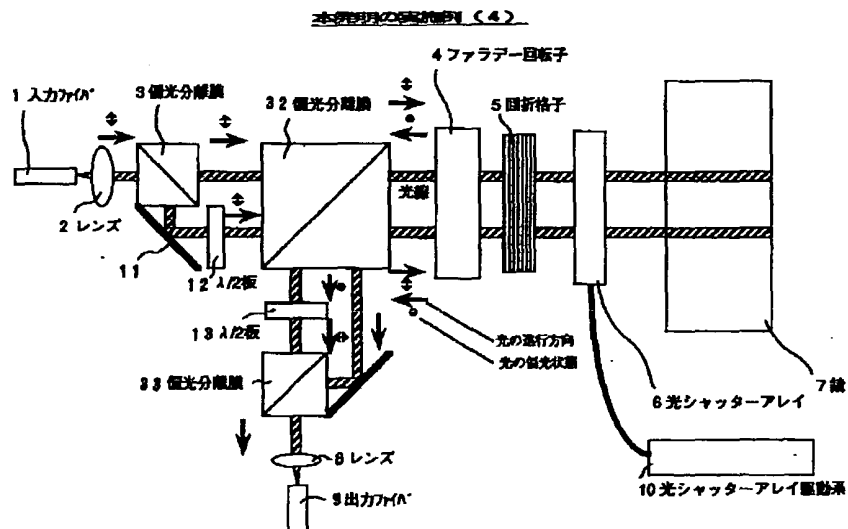 本発明の実施例（4）
4 ファラデー回転子
1 入力ファイバ
3 偏光分離膜
32 偏光分離膜
5 回折格子
光線
2 レンズ
11
12 λ/2板
13 λ/2板
光の進行方向
光の偏光状態
33 偏光分離膜
6 光シャッターアレイ
7 鏡
8 レンズ
10 光シャッターアレイ駆動系
9 出力ファイバ